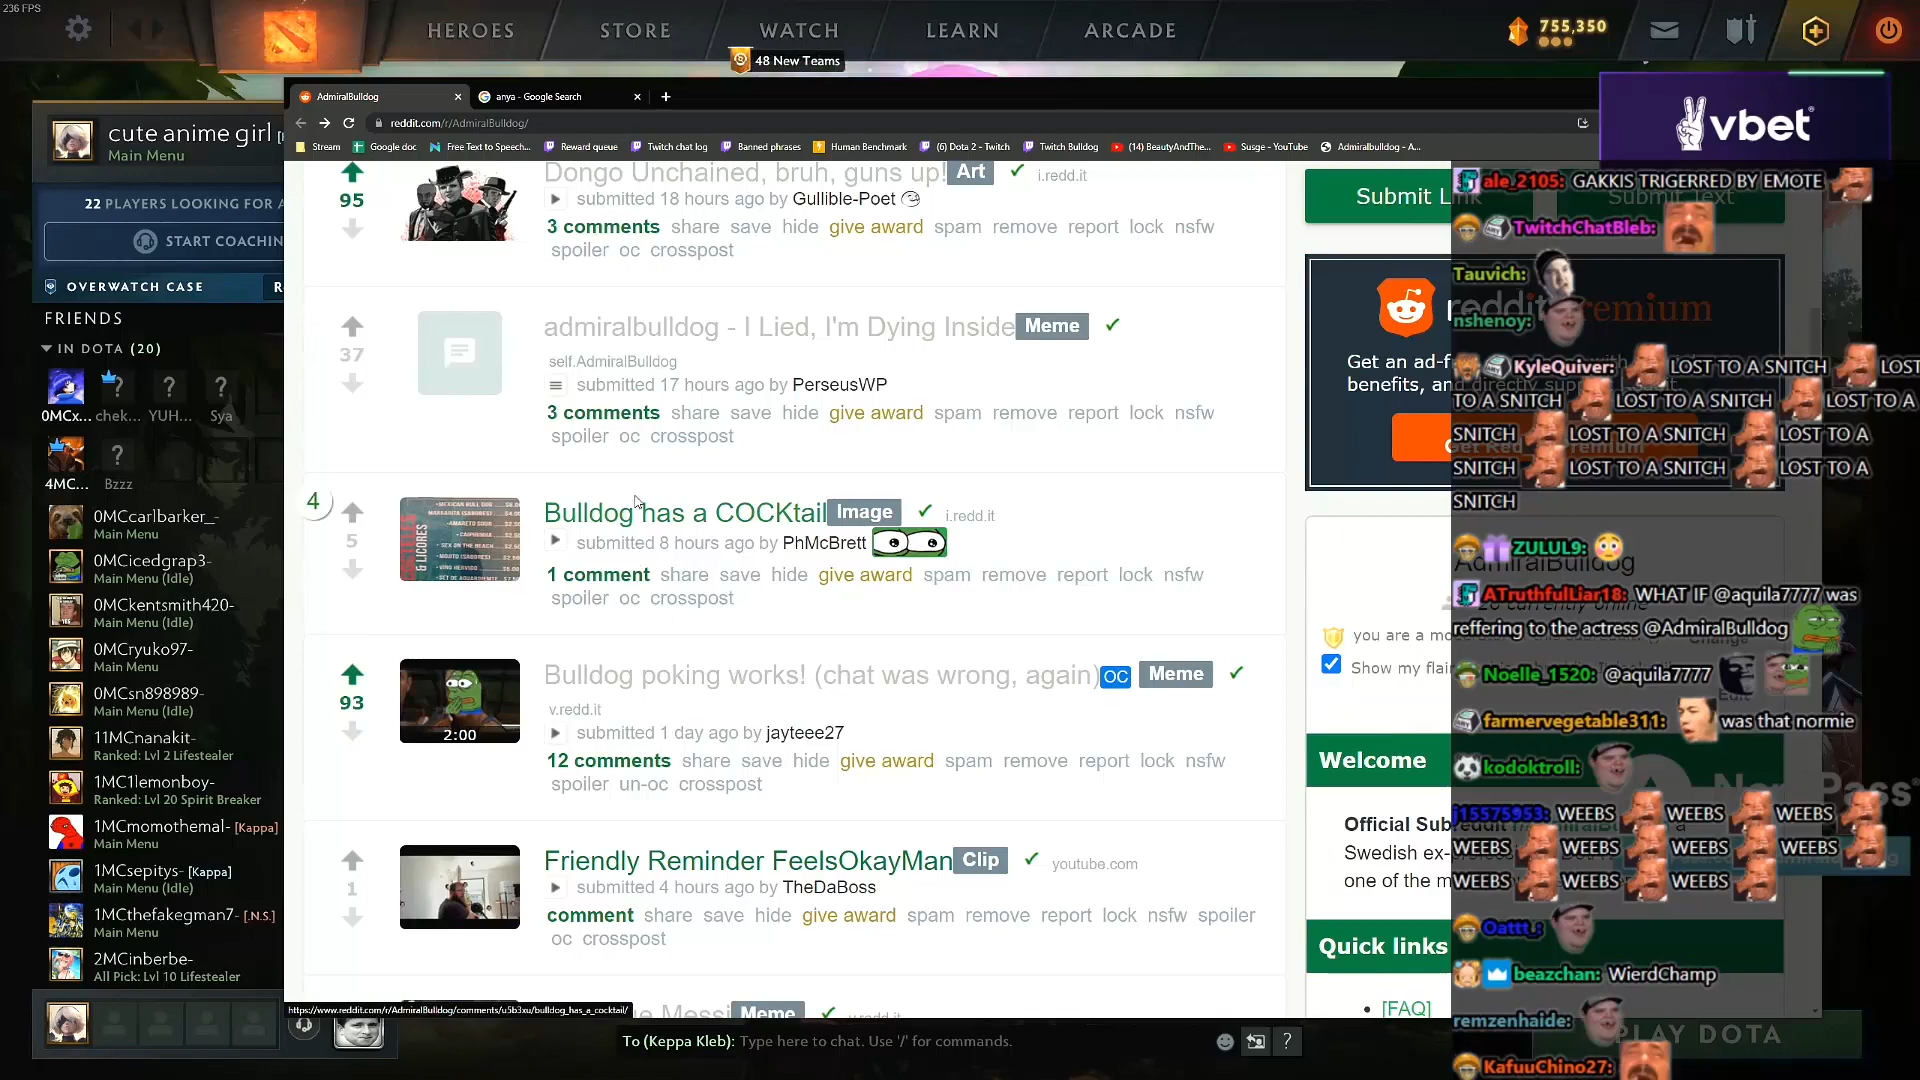 236 FPS
HEROES
STORE
WATCH
LEARN
ARCADE
755,350
48 New Teams
AdmiralBulldog
anya - Google Search
reddit.com/r/AdmiralBulldog/
Stream
Google doc
Free Text to Speech...
Reward queue
Twitch chat log
Banned phrases
Human Benchmark
(6) Dota 2 - Twitch
Twitch Bulldog
(14) BeautyAndThe...
Susge - YouTube
Admiralbulldog - A...
vbet
cute anime girl
Main Menu
22 PLAYERS LOOKING FOR A
START COACHIN
OVERWATCH CASE
FRIENDS
IN DOTA (20)
0MCx...
chek...
YUH...
Sya
4MC...
Bzzz
0MCcarlbarker_-
Main Menu
0MCicedgrap3-
Main Menu (Idle)
0MCkentsmith420-
Main Menu (Idle)
0MCryuko97-
Main Menu
0MCsn898989-
Main Menu (Idle)
11MCnanakit-
Ranked: Lvl 2 Lifestealer
1MC1lemonboy-
Ranked: Lvl 20 Spirit Breaker
1MCmomothemal- [Kappa]
Main Menu
1MCsepitys- [Kappa]
Main Menu (Idle)
1MCthefakegman7- [.N.S.]
Main Menu
2MCinberbe-
All Pick: Lvl 10 Lifestealer
95
Dongo Unchained, bruh, guns up! Art i.redd.it
submitted 18 hours ago by Gullible-Poet
3 comments share save hide give award spam remove report lock nsfw
spoiler oc crosspost
37
admiralbulldog - I Lied, I'm Dying Inside Meme
self.AdmiralBulldog
submitted 17 hours ago by PerseusWP
3 comments share save hide give award spam remove report lock nsfw
spoiler oc crosspost
4
5
Bulldog has a COCKtail Image i.redd.it
submitted 8 hours ago by PhMcBrett
1 comment share save hide give award spam remove report lock nsfw
spoiler oc crosspost
93
2:00
Bulldog poking works! (chat was wrong, again) OC Meme
v.redd.it
submitted 1 day ago by jayteee27
12 comments share save hide give award spam remove report lock nsfw
spoiler un-oc crosspost
1
Friendly Reminder FeelsOkayMan Clip youtube.com
submitted 4 hours ago by TheDaBoss
comment share save hide give award spam remove report lock nsfw spoiler
oc crosspost
Messi Meme v.redd.it
https://www.reddit.com/r/AdmiralBulldog/comments/u5b3xu/bulldog_has_a_cocktail/
To (Keppa Kleb): Type here to chat. Use '/' for commands.
?
Submit Link
Submit Text
reddit premium
Get an ad-f
benefits, and directly
AdmiralBulldog
you are a mo
Show my flair
Welcome
Official Subreddit
Swedish ex-
one of the m
Quick links
[FAQ]
PLAY DOTA
ale_2105: GAKKIS TRIGERRED BY EMOTE
TwitchChatBleb:
Tauvich:
nshenoy:
KyleQuiver: LOST TO A SNITCH LOST
TO A SNITCH LOST TO A SNITCH LOST TO A
SNITCH LOST TO A SNITCH LOST TO A
SNITCH LOST TO A SNITCH LOST TO A
SNITCH
ZULUL9:
ATruthfulLiar18: WHAT IF @aquila7777 was
reffering to the actress @AdmiralBulldog
Noelle_1520: @aquila7777
farmervegetable311: was that normie
kodoktroll:
j15575953: WEEBS WEEBS WEEBS
WEEBS WEEBS WEEBS WEEBS
WEEBS WEEBS WEEBS
Oattt_:
beazchan: WierdChamp
remzenhaide:
KafuuChino27: